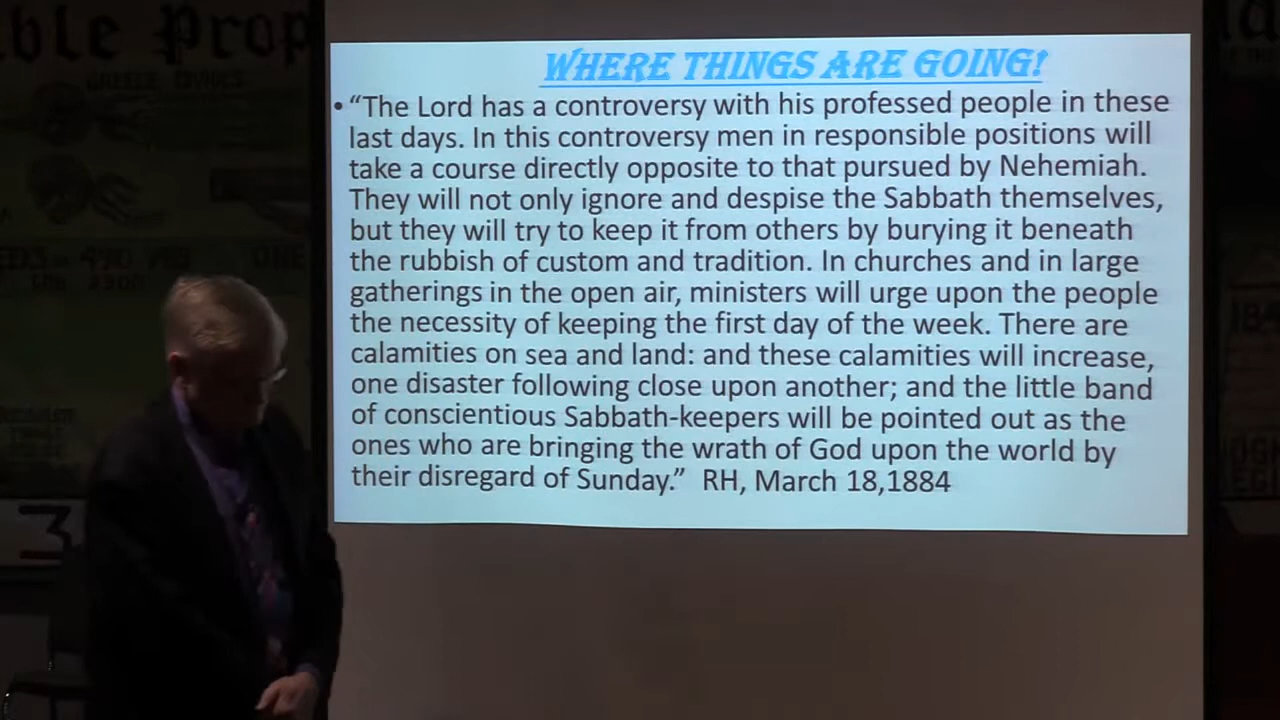 ble Prop
WHERE THINGS ARE GOING!
• “The Lord has a controversy with his professed people in these
last days. In this controversy men in responsible positions will
take a course directly opposite to that pursued by Nehemiah.
They will not only ignore and despise the Sabbath themselves,
but they will try to keep it from others by burying it beneath
the rubbish of custom and tradition. In churches and in large
gatherings in the open air, ministers will urge upon the people
the necessity of keeping the first day of the week. There are
calamities on sea and land: and these calamities will increase,
one disaster following close upon another; and the little band
of conscientious Sabbath-keepers will be pointed out as the
ones who are bringing the wrath of God upon the world by
their disregard of Sunday.”  RH, March 18,1884
3